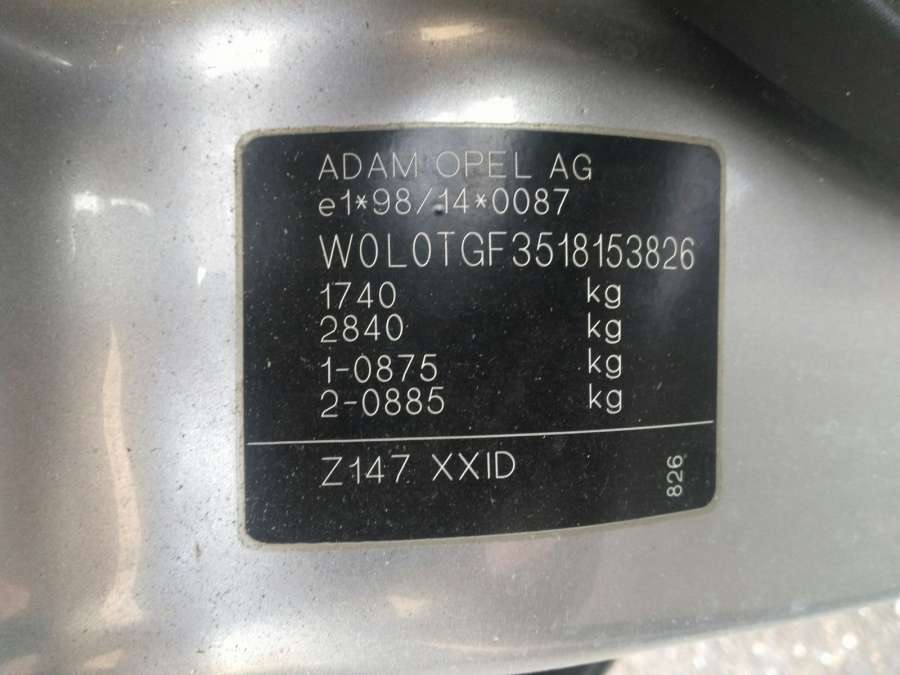 ADAM OPEL AG
e1*98/14*0087
W0L0TGF3518153826
1740 kg
2840 kg
1-0875 kg
2-0885 kg
Z147 XXID
826